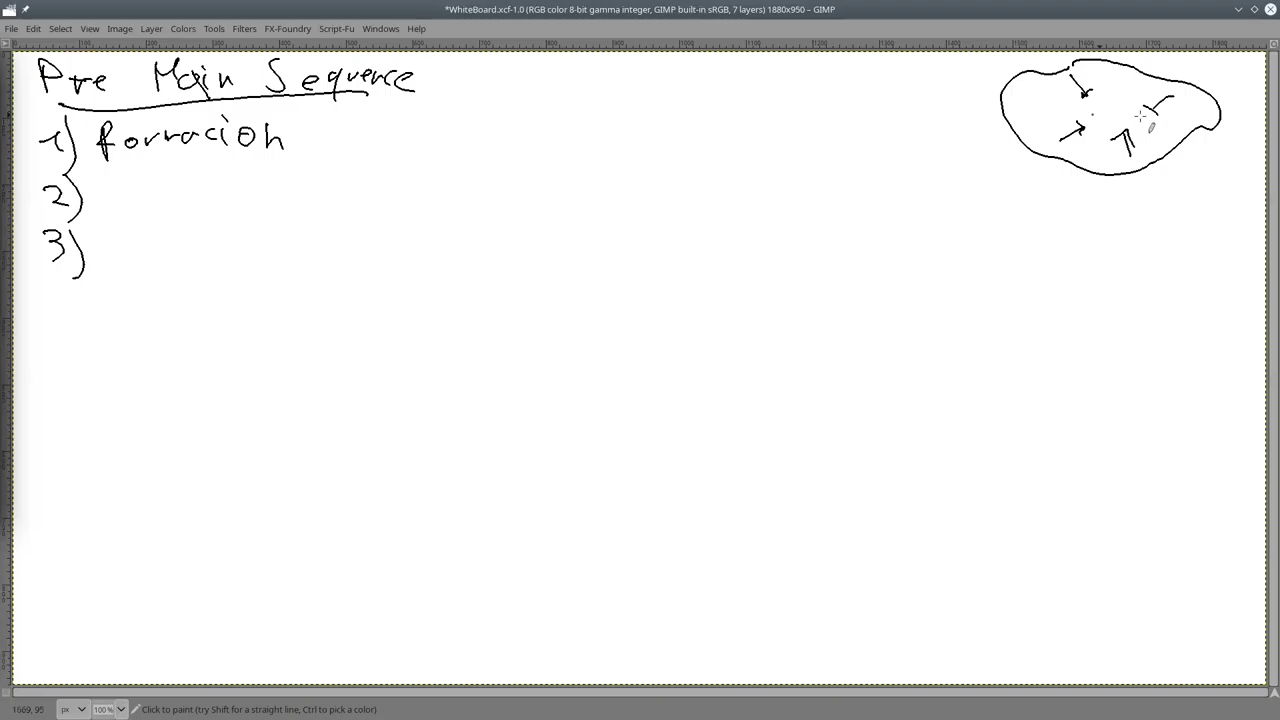 *WhiteBoard.xcf-1.0 (RGB color 8-bit gamma integer, GIMP built-in sRGB, 7 layers) 1880x950 – GIMP
File Edit Select View Image Layer Colors Tools Filters FX-Foundry Script-Fu Windows Help
Pre Main Sequence
1) formacion
2)
3)
1669, 95 px 100% Click to paint (try Shift for a straight line, Ctrl to pick a color)